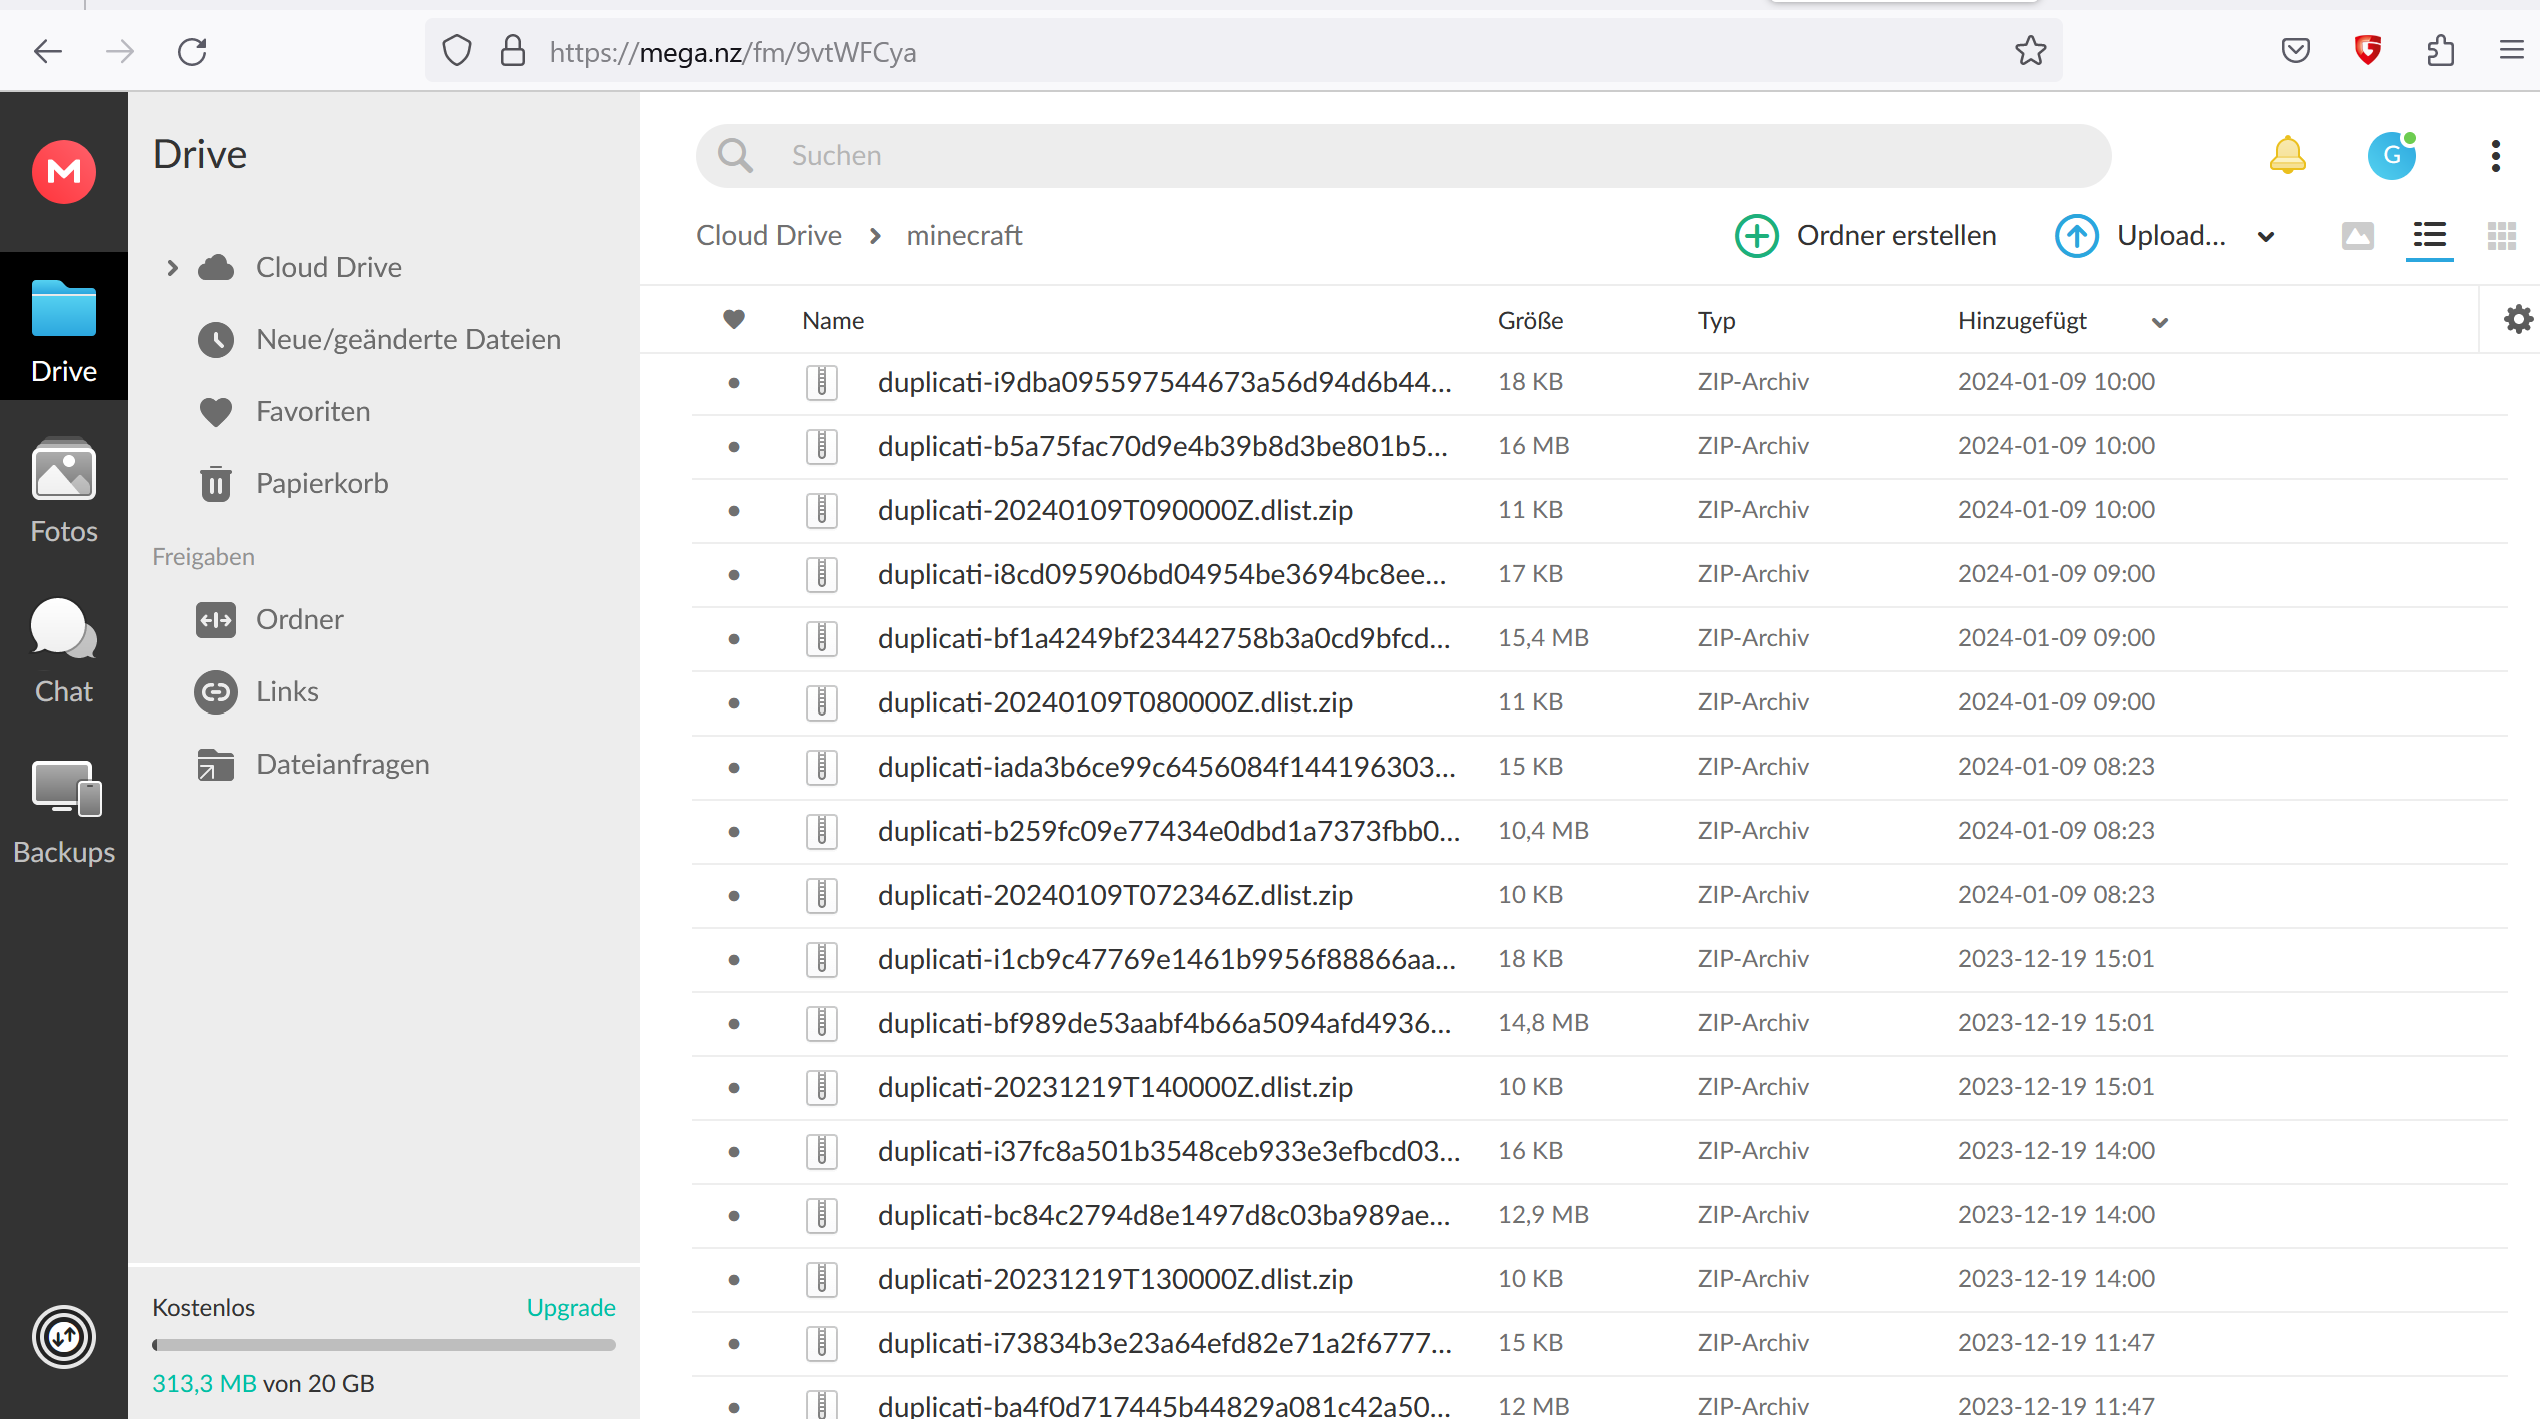 https://mega.nz/fm/9vtWFCya
Drive
Suchen
G
Cloud Drive
minecraft
Ordner erstellen
Upload...
Cloud Drive
Neue/geänderte Dateien
Favoriten
Papierkorb
Freigaben
Ordner
Links
Dateianfragen
Drive
Fotos
Chat
Backups
Name Größe Typ Hinzugefügt
duplicati-i9dba095597544673a56d94d6b44... 18 KB ZIP-Archiv 2024-01-09 10:00
duplicati-b5a75fac70d9e4b39b8d3be801b5... 16 MB ZIP-Archiv 2024-01-09 10:00
duplicati-20240109T090000Z.dlist.zip 11 KB ZIP-Archiv 2024-01-09 10:00
duplicati-i8cd095906bd04954be3694bc8ee... 17 KB ZIP-Archiv 2024-01-09 09:00
duplicati-bf1a4249bf23442758b3a0cd9bfcd... 15,4 MB ZIP-Archiv 2024-01-09 09:00
duplicati-20240109T080000Z.dlist.zip 11 KB ZIP-Archiv 2024-01-09 09:00
duplicati-iada3b6ce99c6456084f144196303... 15 KB ZIP-Archiv 2024-01-09 08:23
duplicati-b259fc09e77434e0dbd1a7373fbb0... 10,4 MB ZIP-Archiv 2024-01-09 08:23
duplicati-20240109T072346Z.dlist.zip 10 KB ZIP-Archiv 2024-01-09 08:23
duplicati-i1cb9c47769e1461b9956f88866aa... 18 KB ZIP-Archiv 2023-12-19 15:01
duplicati-bf989de53aabf4b66a5094afd4936... 14,8 MB ZIP-Archiv 2023-12-19 15:01
duplicati-20231219T140000Z.dlist.zip 10 KB ZIP-Archiv 2023-12-19 15:01
duplicati-i37fc8a501b3548ceb933e3efbcd03... 16 KB ZIP-Archiv 2023-12-19 14:00
duplicati-bc84c2794d8e1497d8c03ba989ae... 12,9 MB ZIP-Archiv 2023-12-19 14:00
duplicati-20231219T130000Z.dlist.zip 10 KB ZIP-Archiv 2023-12-19 14:00
duplicati-i73834b3e23a64efd82e71a2f6777... 15 KB ZIP-Archiv 2023-12-19 11:47
duplicati-ba4f0d717445b44829a081c42a50... 12 MB ZIP-Archiv 2023-12-19 11:47
Kostenlos Upgrade
313,3 MB von 20 GB